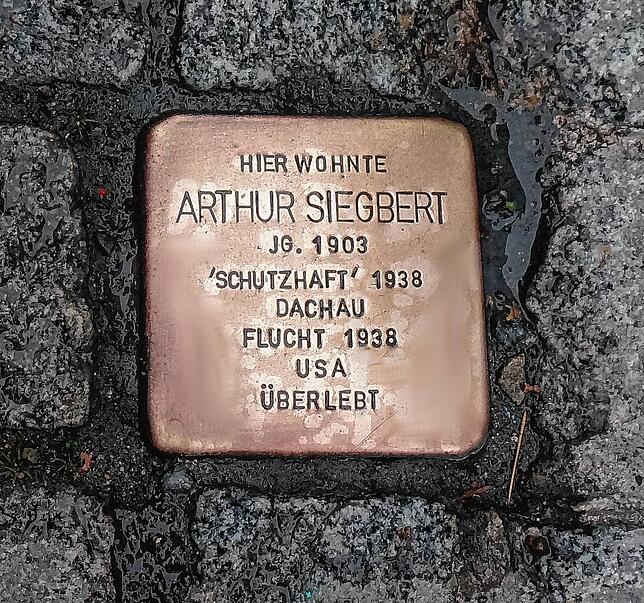 HIER WOHNTE
ARTHUR SIEGBERT
JG. 1903
'SCHUTZHAFT' 1938
DACHAU
FLUCHT 1938
USA
ÜBERLEBT